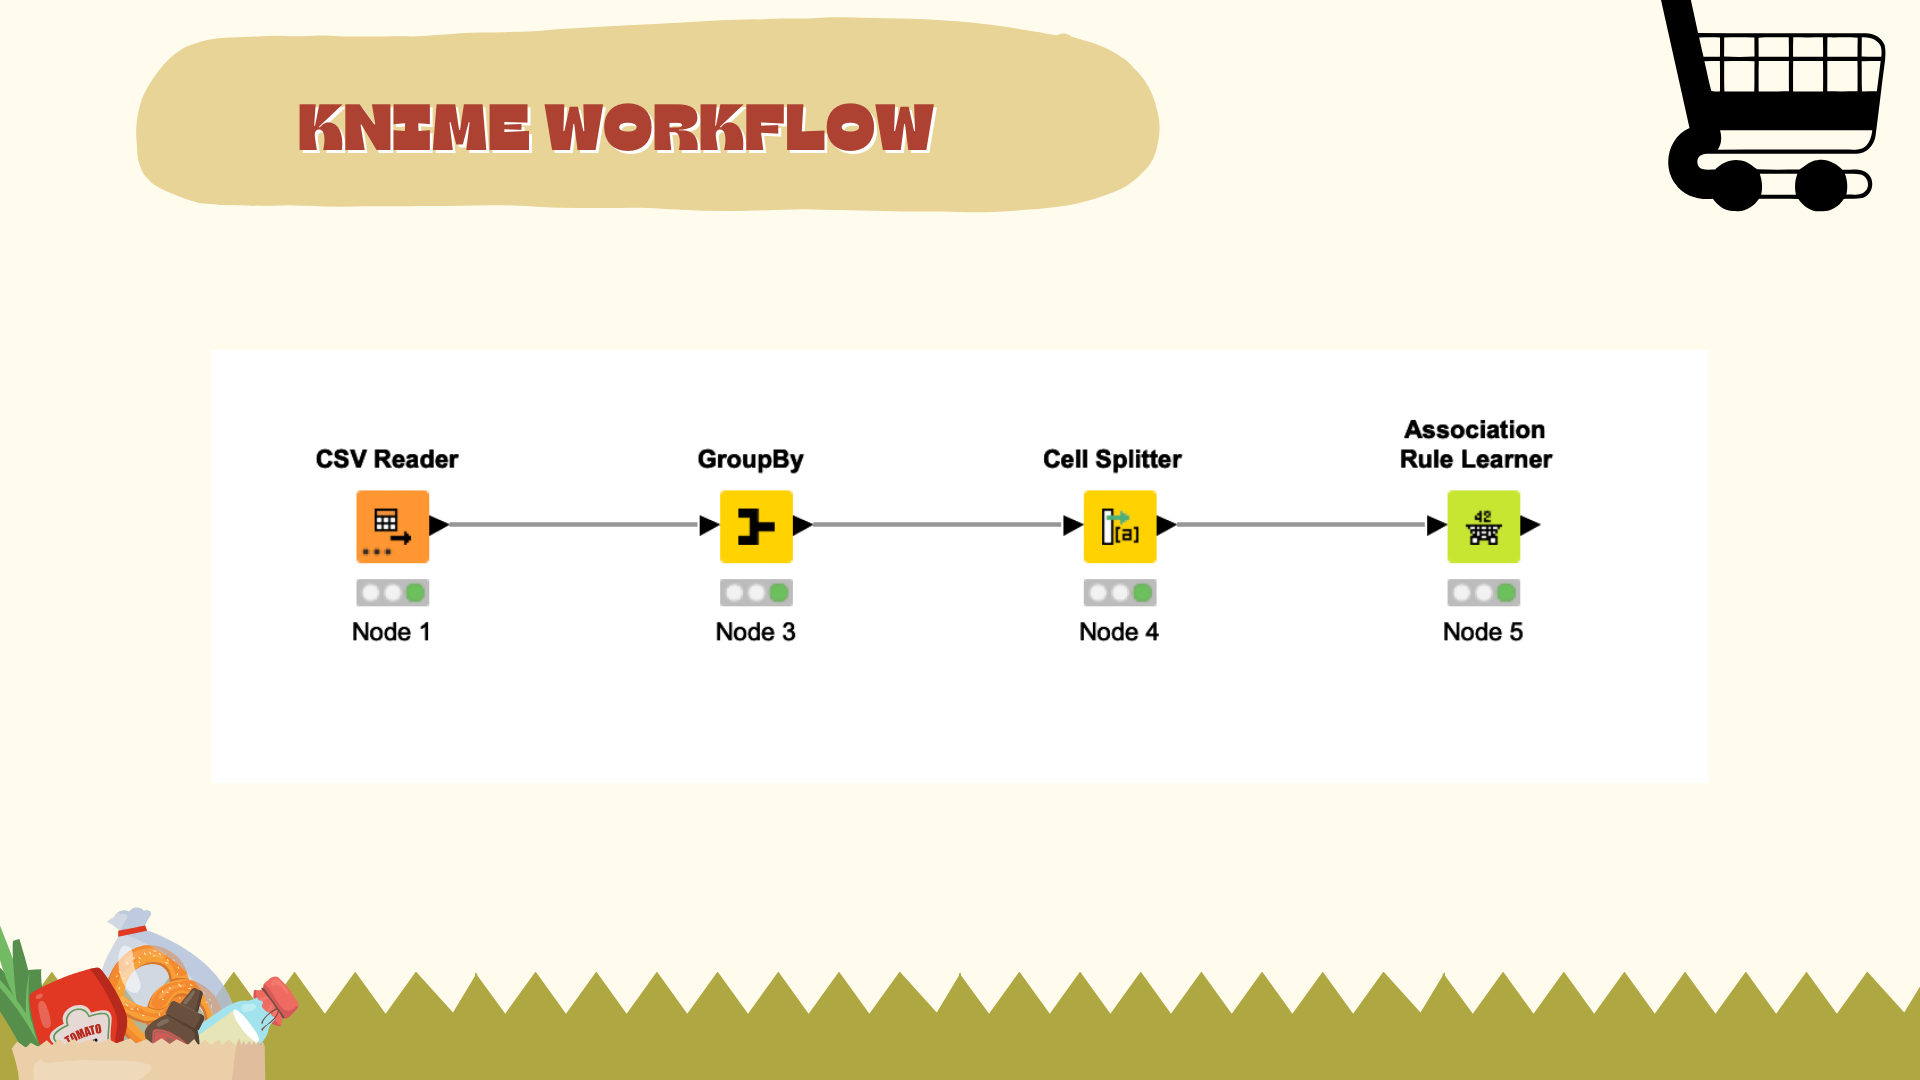 KNIME WORKFLOW
CSV Reader
GroupBy
Cell Splitter
Association
Rule Learner
[a]
42
Node 1
Node 3
Node 4
Node 5
TOMATO